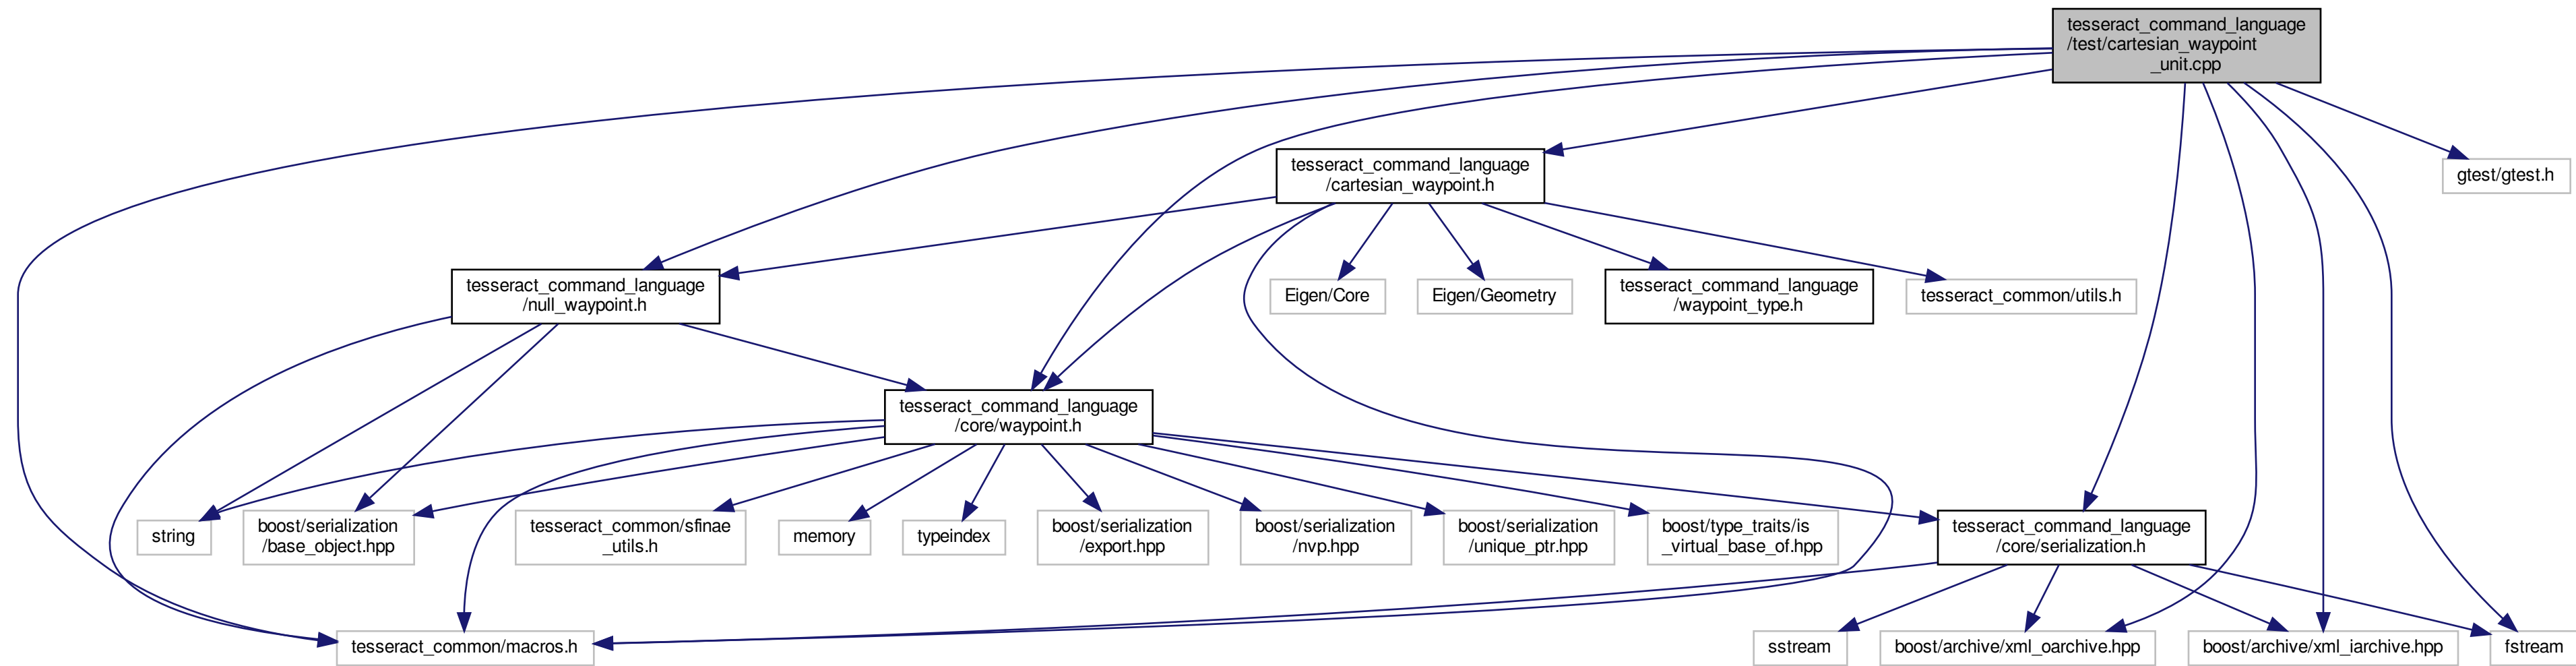 tesseract_command_language
/test/cartesian_waypoint
_unit.cpp
tesseract_command_language
/cartesian_waypoint.h
gtest/gtest.h
tesseract_command_language
/null_waypoint.h
Eigen/Core
Eigen/Geometry
tesseract_command_language
/waypoint_type.h
tesseract_common/utils.h
tesseract_command_language
/core/waypoint.h
string
boost/serialization
/base_object.hpp
tesseract_common/sfinae
_utils.h
memory
typeindex
boost/serialization
/export.hpp
boost/serialization
/nvp.hpp
boost/serialization
/unique_ptr.hpp
boost/type_traits/is
_virtual_base_of.hpp
tesseract_command_language
/core/serialization.h
tesseract_common/macros.h
sstream
boost/archive/xml_oarchive.hpp
boost/archive/xml_iarchive.hpp
fstream